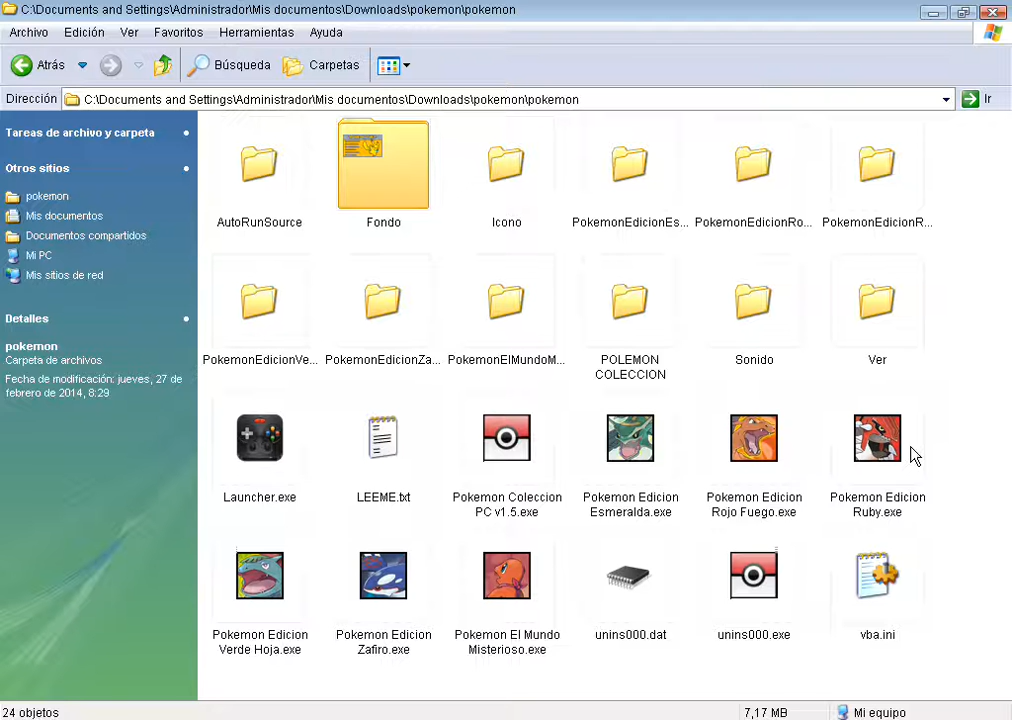 C:\Documents and Settings\Administrador\Mis documentos\Downloads\pokemon\pokemon
Archivo Edición Ver Favoritos Herramientas Ayuda
Atrás Búsqueda Carpetas
Dirección C:\Documents and Settings\Administrador\Mis documentos\Downloads\pokemon\pokemon Ir
Tareas de archivo y carpeta
Otros sitios
pokemon
Mis documentos
Documentos compartidos
Mi PC
Mis sitios de red
Detalles
pokemon
Carpeta de archivos
Fecha de modificación: jueves, 27 de
febrero de 2014, 8:29
AutoRunSource Fondo Icono PokemonEdicionEs... PokemonEdicionRo... PokemonEdicionR...
PokemonEdicionVe... PokemonEdicionZa... PokemonElMundoM... POLEMON Sonido Ver
COLECCION
Launcher.exe LEEME.txt Pokemon Coleccion Pokemon Edicion Pokemon Edicion Pokemon Edicion
PC v1.5.exe Esmeralda.exe Rojo Fuego.exe Ruby.exe
Pokemon Edicion Pokemon Edicion Pokemon El Mundo unins000.dat unins000.exe vba.ini
Verde Hoja.exe Zafiro.exe Misterioso.exe
24 objetos 7,17 MB Mi equipo